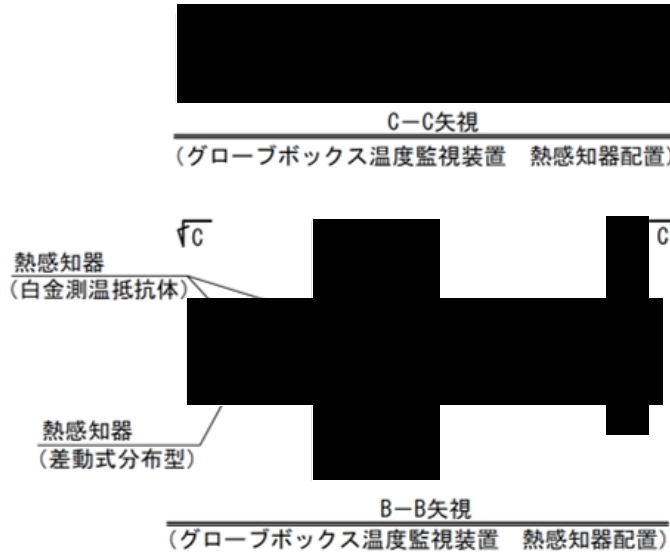 C−C矢視
(グローブボックス温度監視装置　熱感知器配置)
C
C
熱感知器
(白金測温抵抗体)
熱感知器
(差動式分布型)
B−B矢視
(グローブボックス温度監視装置　熱感知器配置)